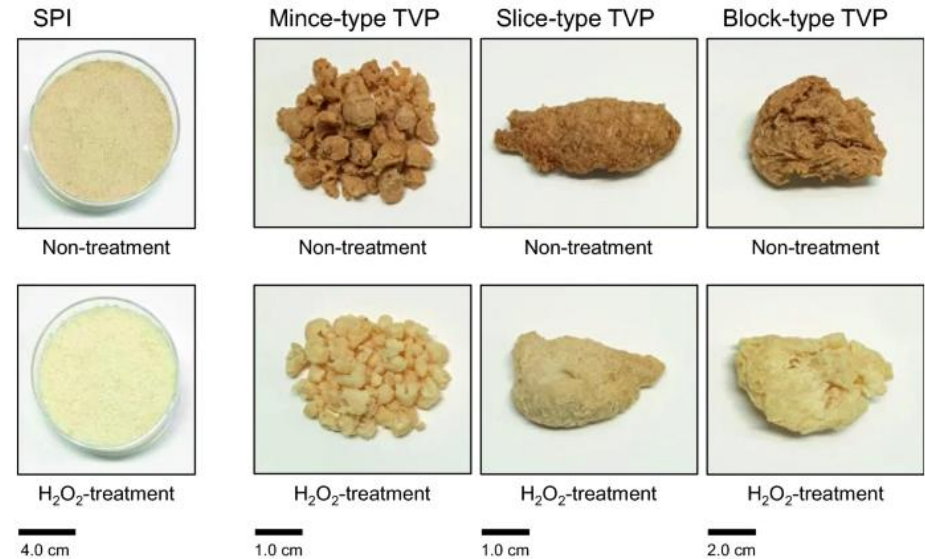 SPI
Mince-type TVP
Slice-type TVP
Block-type TVP
Non-treatment
Non-treatment
Non-treatment
Non-treatment
H₂O₂-treatment
H₂O₂-treatment
H₂O₂-treatment
H₂O₂-treatment
4.0 cm
1.0 cm
1.0 cm
2.0 cm